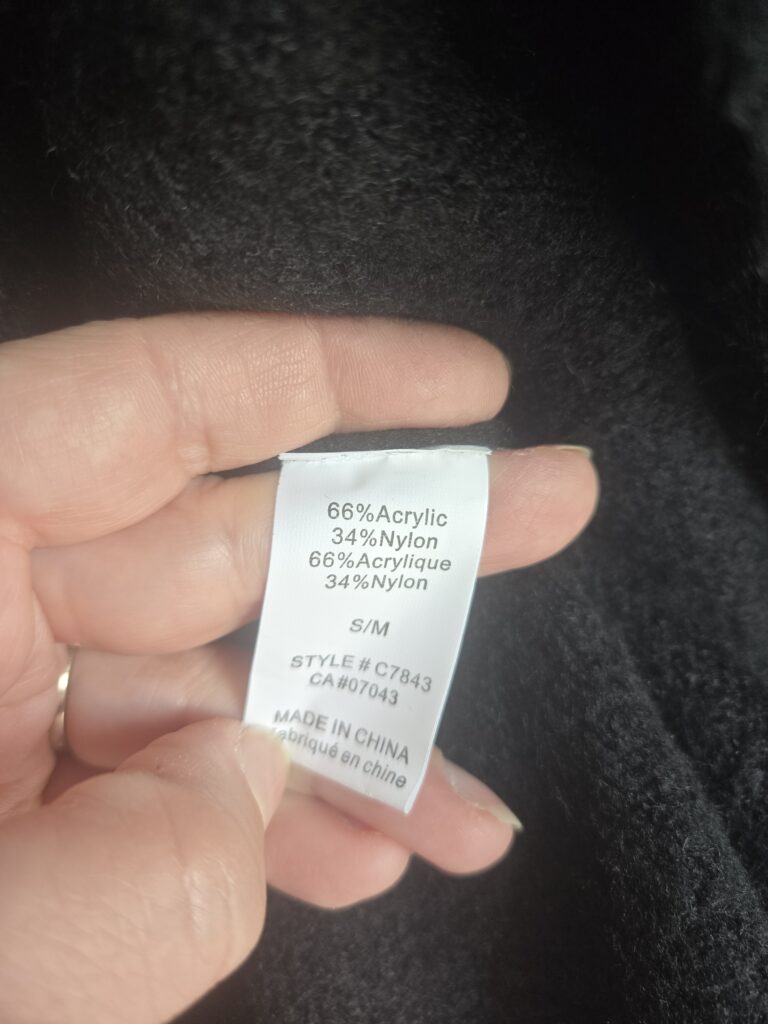 66%Acrylic
34%Nylon
66%Acrylique
34%Nylon
S/M
STYLE # C7843
CA#07043
MADE IN CHINA
fabriqué en chine